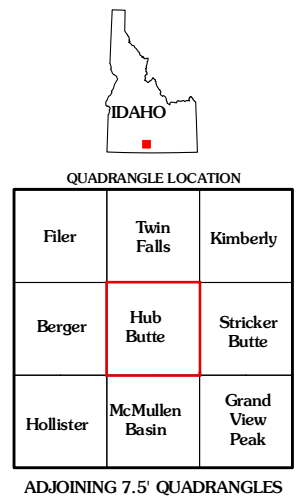 IDAHO
QUADRANGLE LOCATION
Filer
Twin
Falls
Kimberly
Berger
Hub
Butte
Stricker
Butte
Hollister
McMullen
Basin
Grand
View
Peak
ADJOINING 7.5' QUADRANGLES